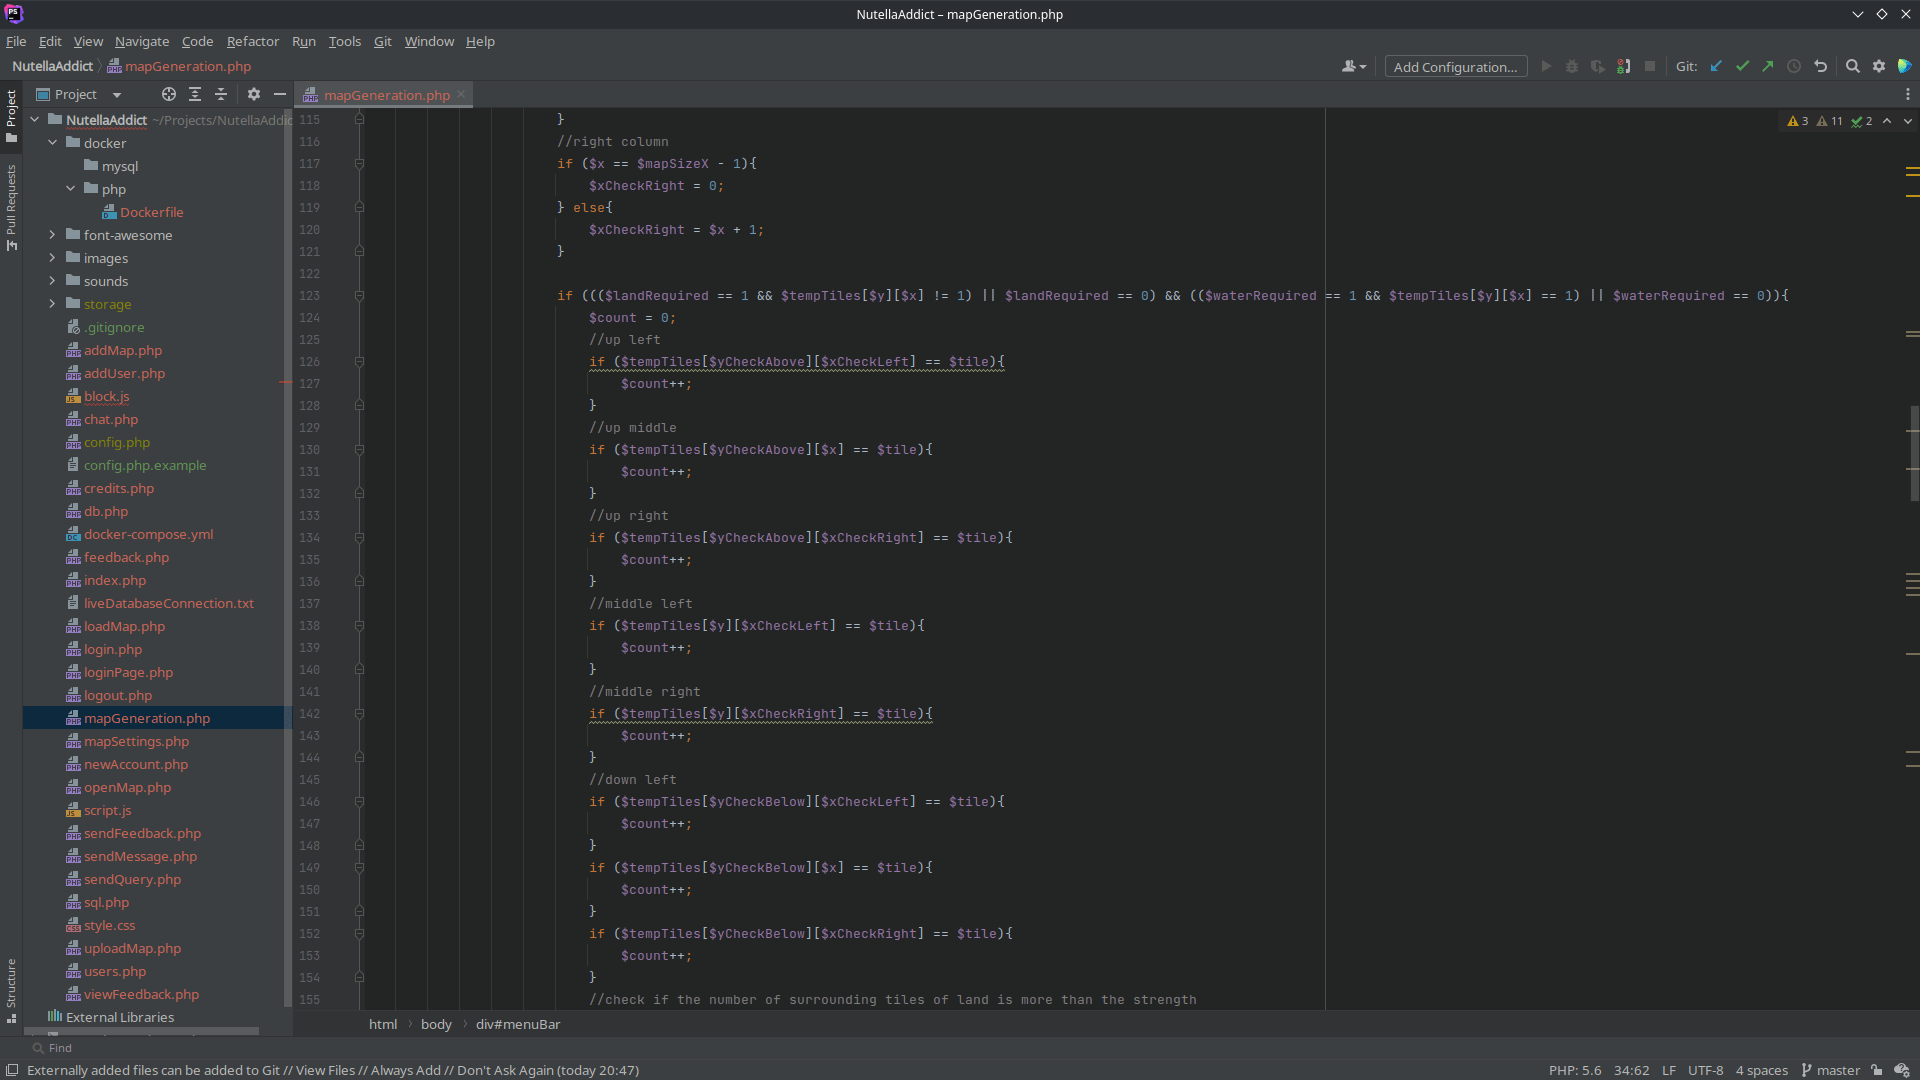 NutellaAddict – mapGeneration.php
File Edit View Navigate Code Refactor Run Tools Git Window Help
NutellaAddict mapGeneration.php
Add Configuration...
Git:
Project
mapGeneration.php
Project
Pull Requests
Structure
NutellaAddict ~/Projects/NutellaAddic
docker
mysql
php
Dockerfile
font-awesome
images
sounds
storage
.gitignore
addMap.php
addUser.php
block.js
chat.php
config.php
config.php.example
credits.php
db.php
docker-compose.yml
feedback.php
index.php
liveDatabaseConnection.txt
loadMap.php
login.php
loginPage.php
logout.php
mapGeneration.php
mapSettings.php
newAccount.php
openMap.php
script.js
sendFeedback.php
sendMessage.php
sendQuery.php
sql.php
style.css
uploadMap.php
users.php
viewFeedback.php
External Libraries
3 11 2
115 }
116 //right column
117 if ($x == $mapSizeX - 1){
118 $xCheckRight = 0;
119 } else{
120 $xCheckRight = $x + 1;
121 }
122
123 if ((($landRequired == 1 && $tempTiles[$y][$x] != 1) || $landRequired == 0) && (($waterRequired == 1 && $tempTiles[$y][$x] == 1) || $waterRequired == 0)){
124 $count = 0;
125 //up left
126 if ($tempTiles[$yCheckAbove][$xCheckLeft] == $tile){
127 $count++;
128 }
129 //up middle
130 if ($tempTiles[$yCheckAbove][$x] == $tile){
131 $count++;
132 }
133 //up right
134 if ($tempTiles[$yCheckAbove][$xCheckRight] == $tile){
135 $count++;
136 }
137 //middle left
138 if ($tempTiles[$y][$xCheckLeft] == $tile){
139 $count++;
140 }
141 //middle right
142 if ($tempTiles[$y][$xCheckRight] == $tile){
143 $count++;
144 }
145 //down left
146 if ($tempTiles[$yCheckBelow][$xCheckLeft] == $tile){
147 $count++;
148 }
149 if ($tempTiles[$yCheckBelow][$x] == $tile){
150 $count++;
151 }
152 if ($tempTiles[$yCheckBelow][$xCheckRight] == $tile){
153 $count++;
154 }
155 //check if the number of surrounding tiles of land is more than the strength
html body div#menuBar
Find
Externally added files can be added to Git // View Files // Always Add // Don't Ask Again (today 20:47)
PHP: 5.6 34:62 LF UTF-8 4 spaces master